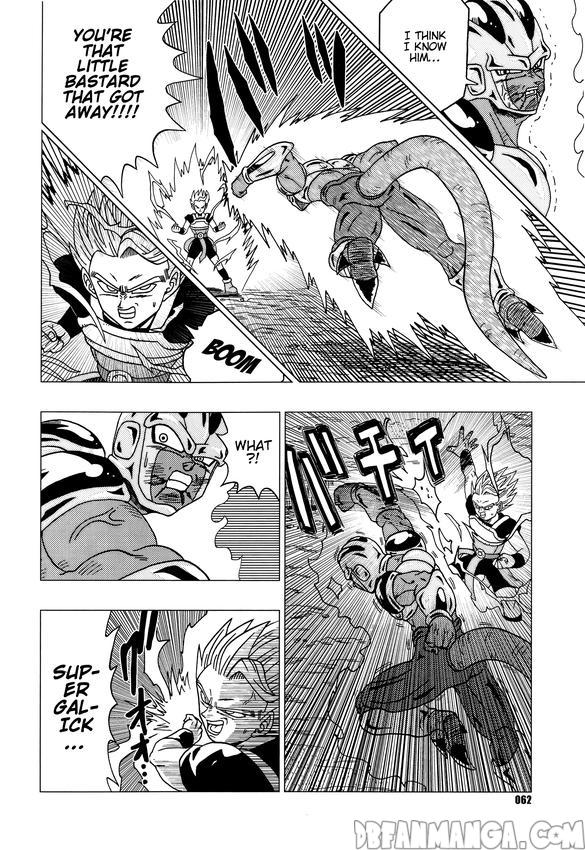 I THINK
I KNOW
HIM...
YOU'RE
THAT
LITTLE
BASTARD
THAT GOT
AWAY!!!!
BOOM
バチィイ
WHAT
?!
SUP-
ER
GAL-
ICK
...
062
DBFANMANGA.COM